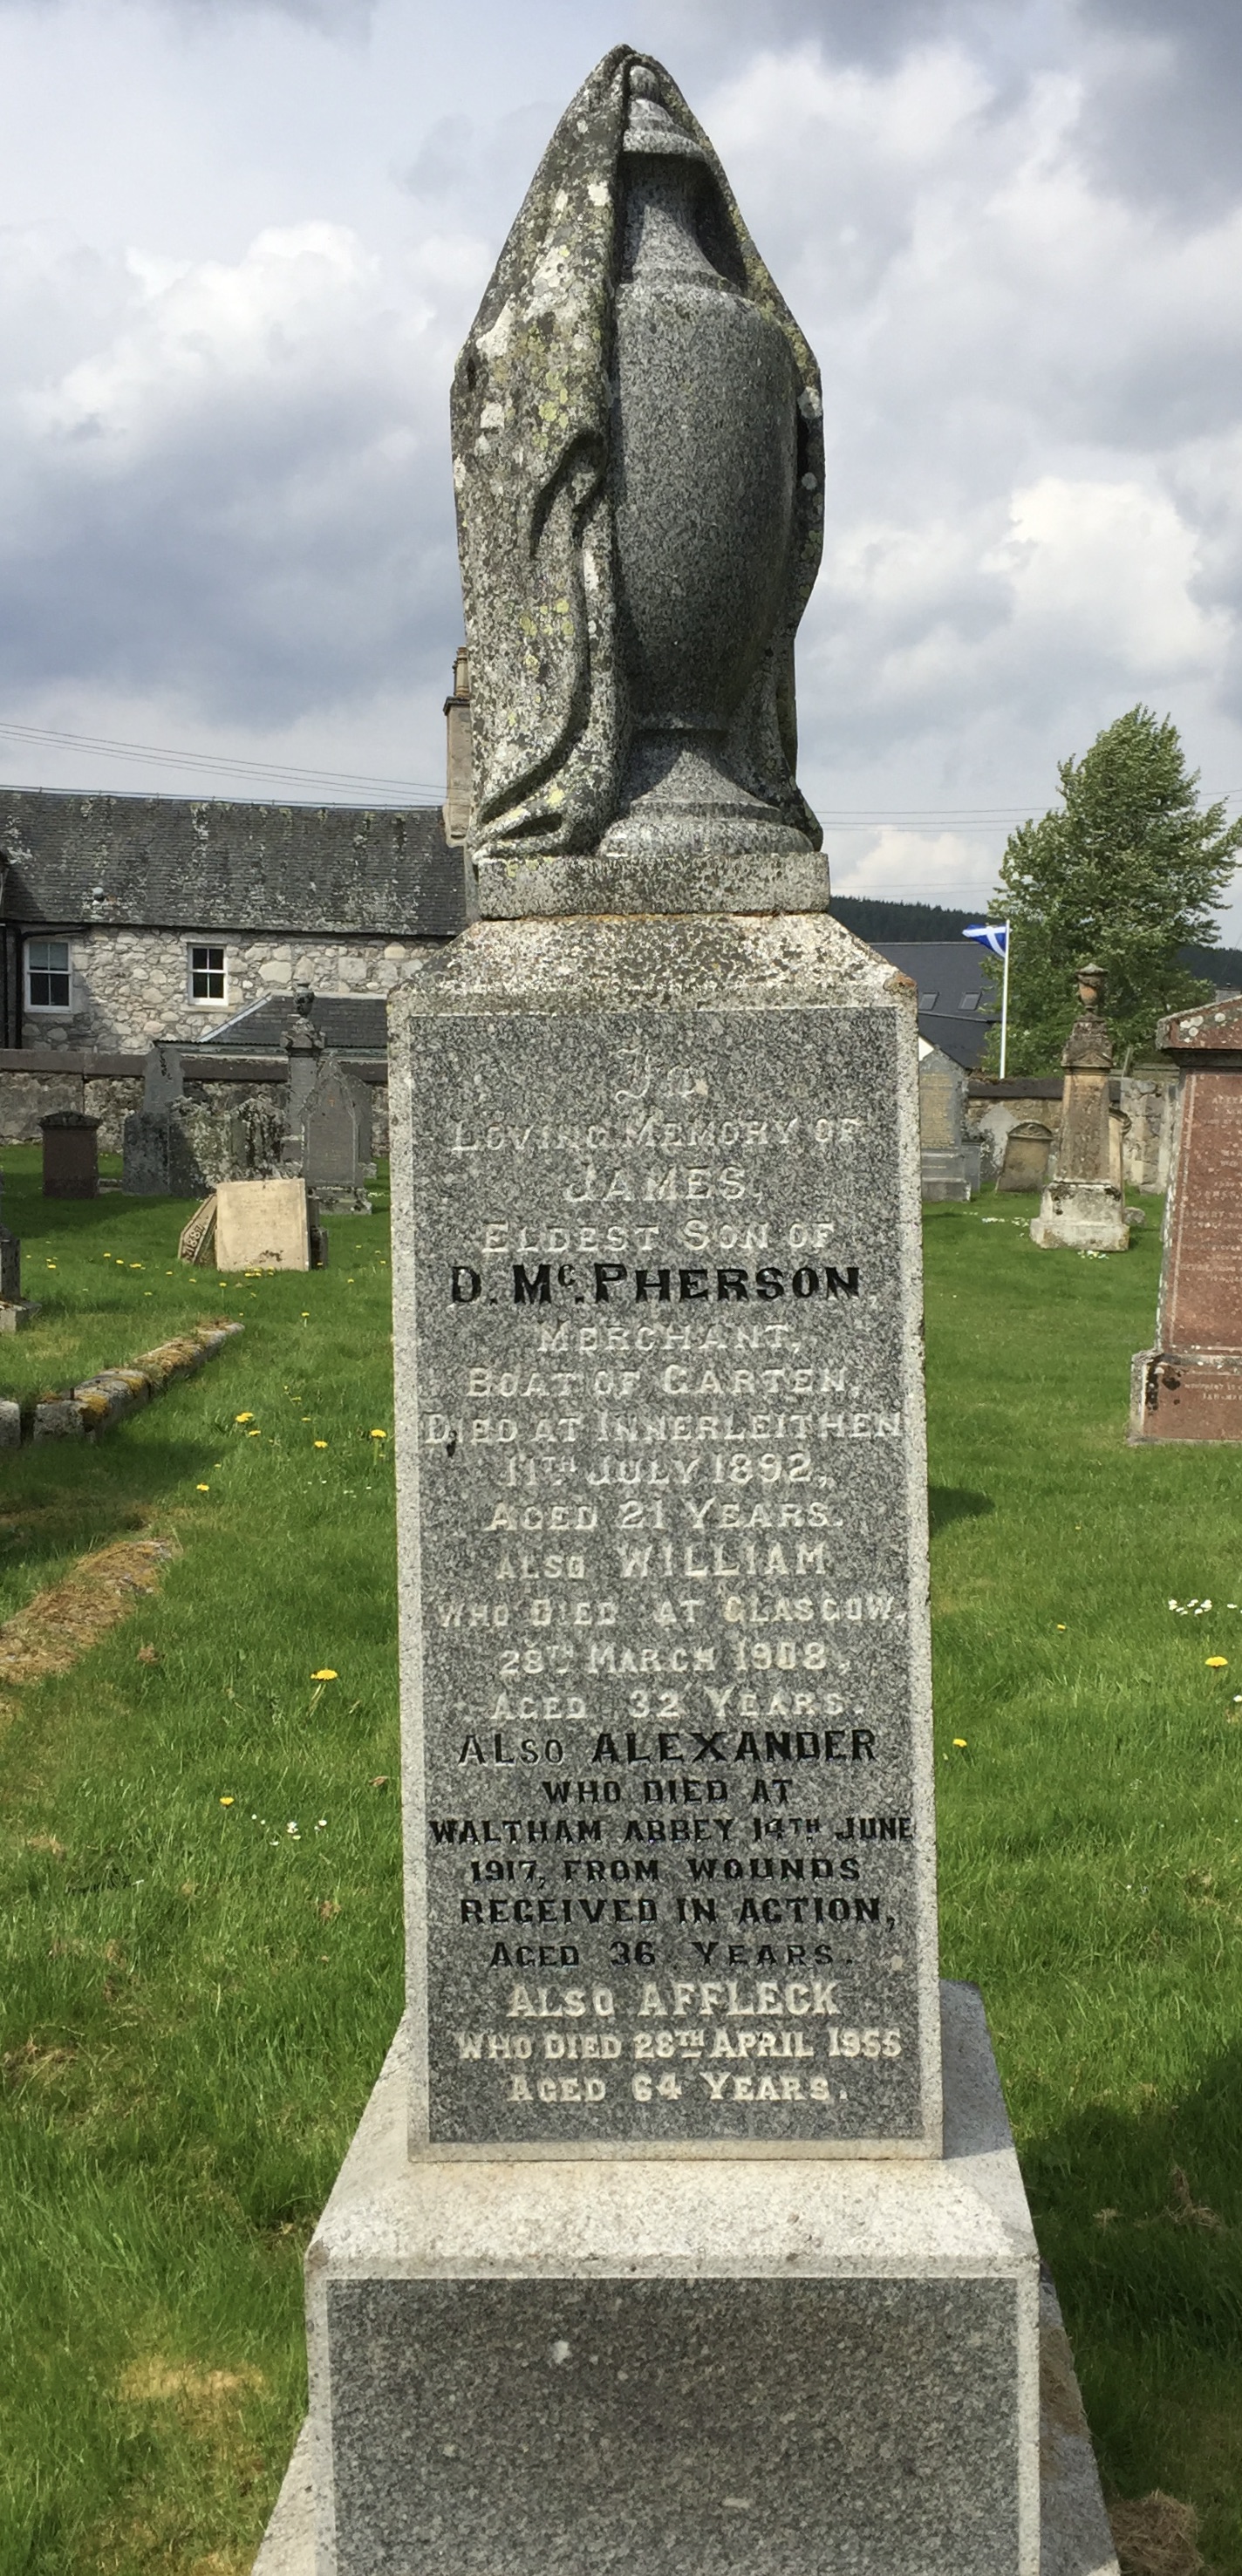 To
LOVING MEMORY OF
JAMES,
ELDEST SON OF
D. Mc.PHERSON,
MERCHANT,
BOAT OF GARTEN,
DIED AT INNERLEITHEN
11TH JULY 1892,
AGED 21 YEARS.
ALSO WILLIAM
WHO DIED AT GLASGOW,
28TH MARCH 1908,
AGED 32 YEARS.
ALSO ALEXANDER
WHO DIED AT
WALTHAM ABBEY 14TH JUNE
1917, FROM WOUNDS
RECEIVED IN ACTION,
AGED 36 YEARS.
ALSO AFFLECK
WHO DIED 28TH APRIL 1955
AGED 64 YEARS.